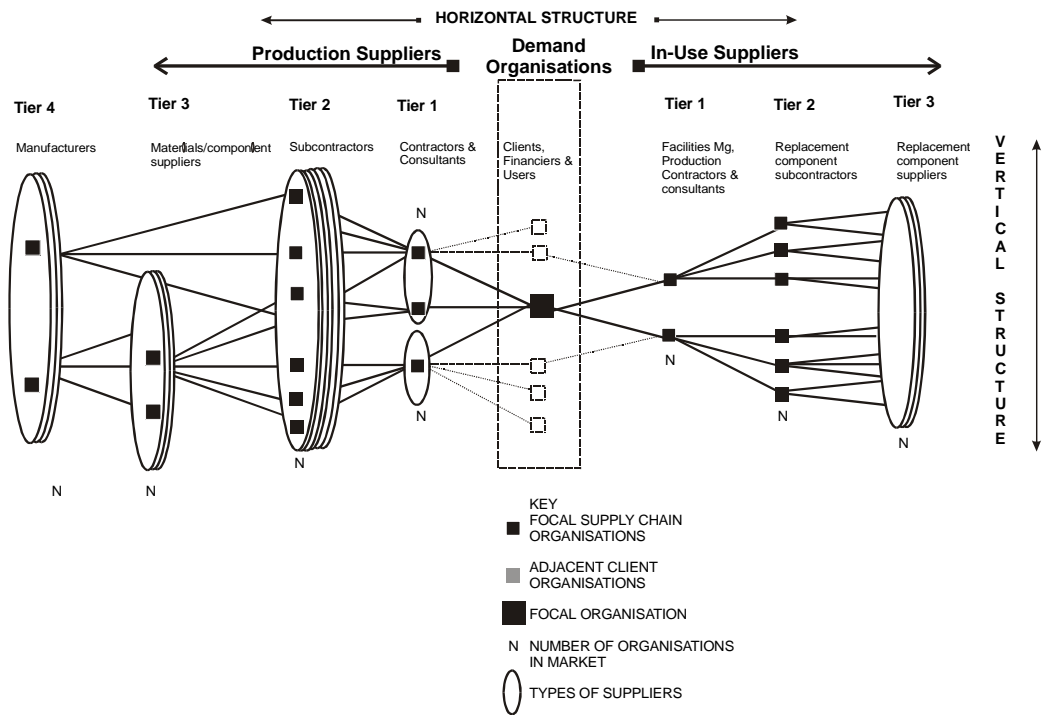 HORIZONTAL STRUCTURE
Production Suppliers
Demand
Organisations
In-Use Suppliers
Tier 4
Tier 3
Tier 2
Tier 1
Tier 1
Tier 2
Tier 3
Manufacturers
Materials/component
suppliers
Subcontractors
Contractors &
Consultants
Clients,
Financiers &
Users
Facilities Mg,
Production
Contractors &
consultants
Replacement
component
subcontractors
Replacement
component
suppliers
VERTICAL STRUCTURE
N
N
N
N
N
N
N
N
KEY
FOCAL SUPPLY CHAIN
ORGANISATIONS
ADJACENT CLIENT
ORGANISATIONS
FOCAL ORGANISATION
N NUMBER OF ORGANISATIONS
IN MARKET
TYPES OF SUPPLIERS